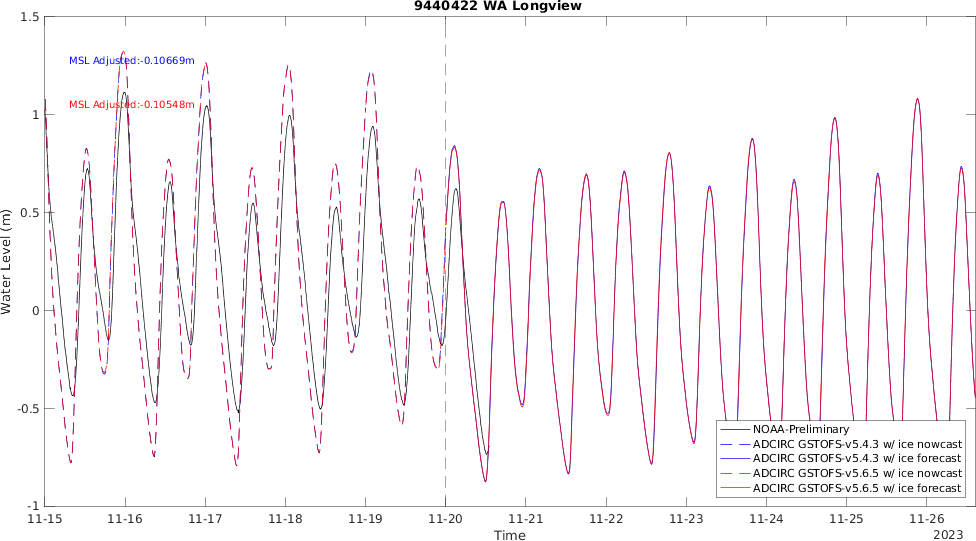 9440422 WA Longview
1.5
MSL Adjusted:-0.10669m
MSL Adjusted:-0.10548m
1
0.5
0
-0.5
-1
Water Level (m)
NOAA-Preliminary
ADCIRC GSTOFS-v5.4.3 w/ ice nowcast
ADCIRC GSTOFS-v5.4.3 w/ ice forecast
ADCIRC GSTOFS-v5.6.5 w/ ice nowcast
ADCIRC GSTOFS-v5.6.5 w/ ice forecast
11-15 11-16 11-17 11-18 11-19 11-20 11-21 11-22 11-23 11-24 11-25 11-26
Time
2023